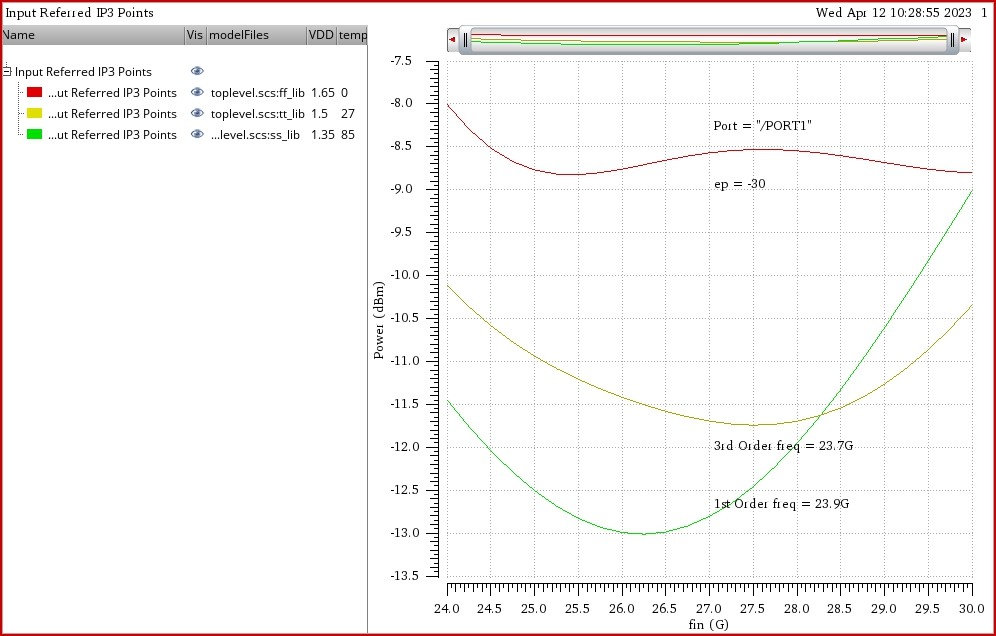 Input Referred IP3 Points
Wed Apr 12 10:28:55 2023 1
Name Vis modelFiles VDD temp
Input Referred IP3 Points
...ut Referred IP3 Points toplevel.scs:ff_lib 1.65 0
...ut Referred IP3 Points toplevel.scs:tt_lib 1.5 27
...ut Referred IP3 Points ...level.scs:ss_lib 1.35 85
-7.5
-8.0
-8.5
-9.0
-9.5
-10.0
-10.5
-11.0
-11.5
-12.0
-12.5
-13.0
-13.5
Power (dBm)
Port = "/PORT1"
ep = -30
3rd Order freq = 23.7G
1st Order freq = 23.9G
24.0 24.5 25.0 25.5 26.0 26.5 27.0 27.5 28.0 28.5 29.0 29.5 30.0
fin (G)